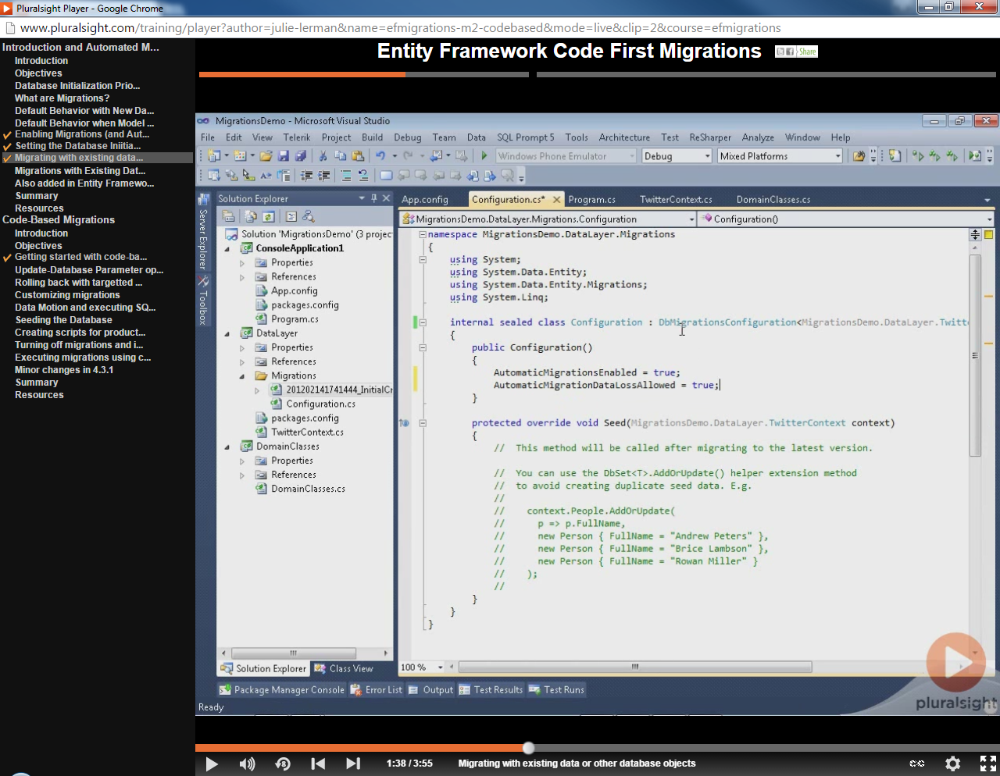 Pluralsight Player - Google Chrome
www.pluralsight.com/training/player?author=julie-lerman&name=efmigrations-m2-codebased&mode=live&clip=2&course=efmigrations
Introduction and Automated M...
Introduction
Objectives
Database Initialization Prio...
What are Migrations?
Default Behavior with New Da...
Default Behavior when Model ...
Enabling Migrations (and Aut...
Setting the Database Initia...
Migrating with existing data...
Migrations with Existing Dat...
Also added in Entity Framewo...
Summary
Resources
Code-Based Migrations
Introduction
Objectives
Getting started with code-ba...
Update-Database Parameter op...
Rolling back with targetted ...
Customizing migrations
Data Motion and executing SQ...
Seeding the Database
Creating scripts for product...
Turning off migrations and i...
Executing migrations using c...
Minor changes in 4.3.1
Summary
Resources
Entity Framework Code First Migrations
Share
MigrationsDemo - Microsoft Visual Studio
File Edit View Telerik Project Build Debug Team Data SQL Prompt 5 Tools Architecture Test ReSharper Analyze Window Help
Windows Phone Emulator Debug Mixed Platforms
Server Explorer
Toolbox
Solution Explorer
Solution 'MigrationsDemo' (3 projec
ConsoleApplication1
Properties
References
App.config
packages.config
Program.cs
DataLayer
Properties
References
Migrations
201202141741444_InitialCr
Configuration.cs
packages.config
TwitterContext.cs
DomainClasses
Properties
References
DomainClasses.cs
Solution Explorer Class View
App.config Configuration.cs* Program.cs TwitterContext.cs DomainClasses.cs
MigrationsDemo.DataLayer.Migrations.Configuration Configuration()
namespace MigrationsDemo.DataLayer.Migrations
{
using System;
using System.Data.Entity;
using System.Data.Entity.Migrations;
using System.Linq;
internal sealed class Configuration : DbMigrationsConfiguration<MigrationsDemo.DataLayer.Twitte
{
public Configuration()
{
AutomaticMigrationsEnabled = true;
AutomaticMigrationDataLossAllowed = true;
}
protected override void Seed(MigrationsDemo.DataLayer.TwitterContext context)
{
// This method will be called after migrating to the latest version.
// You can use the DbSet<T>.AddOrUpdate() helper extension method
// to avoid creating duplicate seed data. E.g.
//
// context.People.AddOrUpdate(
// p => p.FullName,
// new Person { FullName = "Andrew Peters" },
// new Person { FullName = "Brice Lambson" },
// new Person { FullName = "Rowan Miller" }
// );
//
}
}
}
100 %
Package Manager Console Error List Output Test Results Test Runs
Ready
pluralsight
8
1:38 / 3:55 Migrating with existing data or other database objects
CC